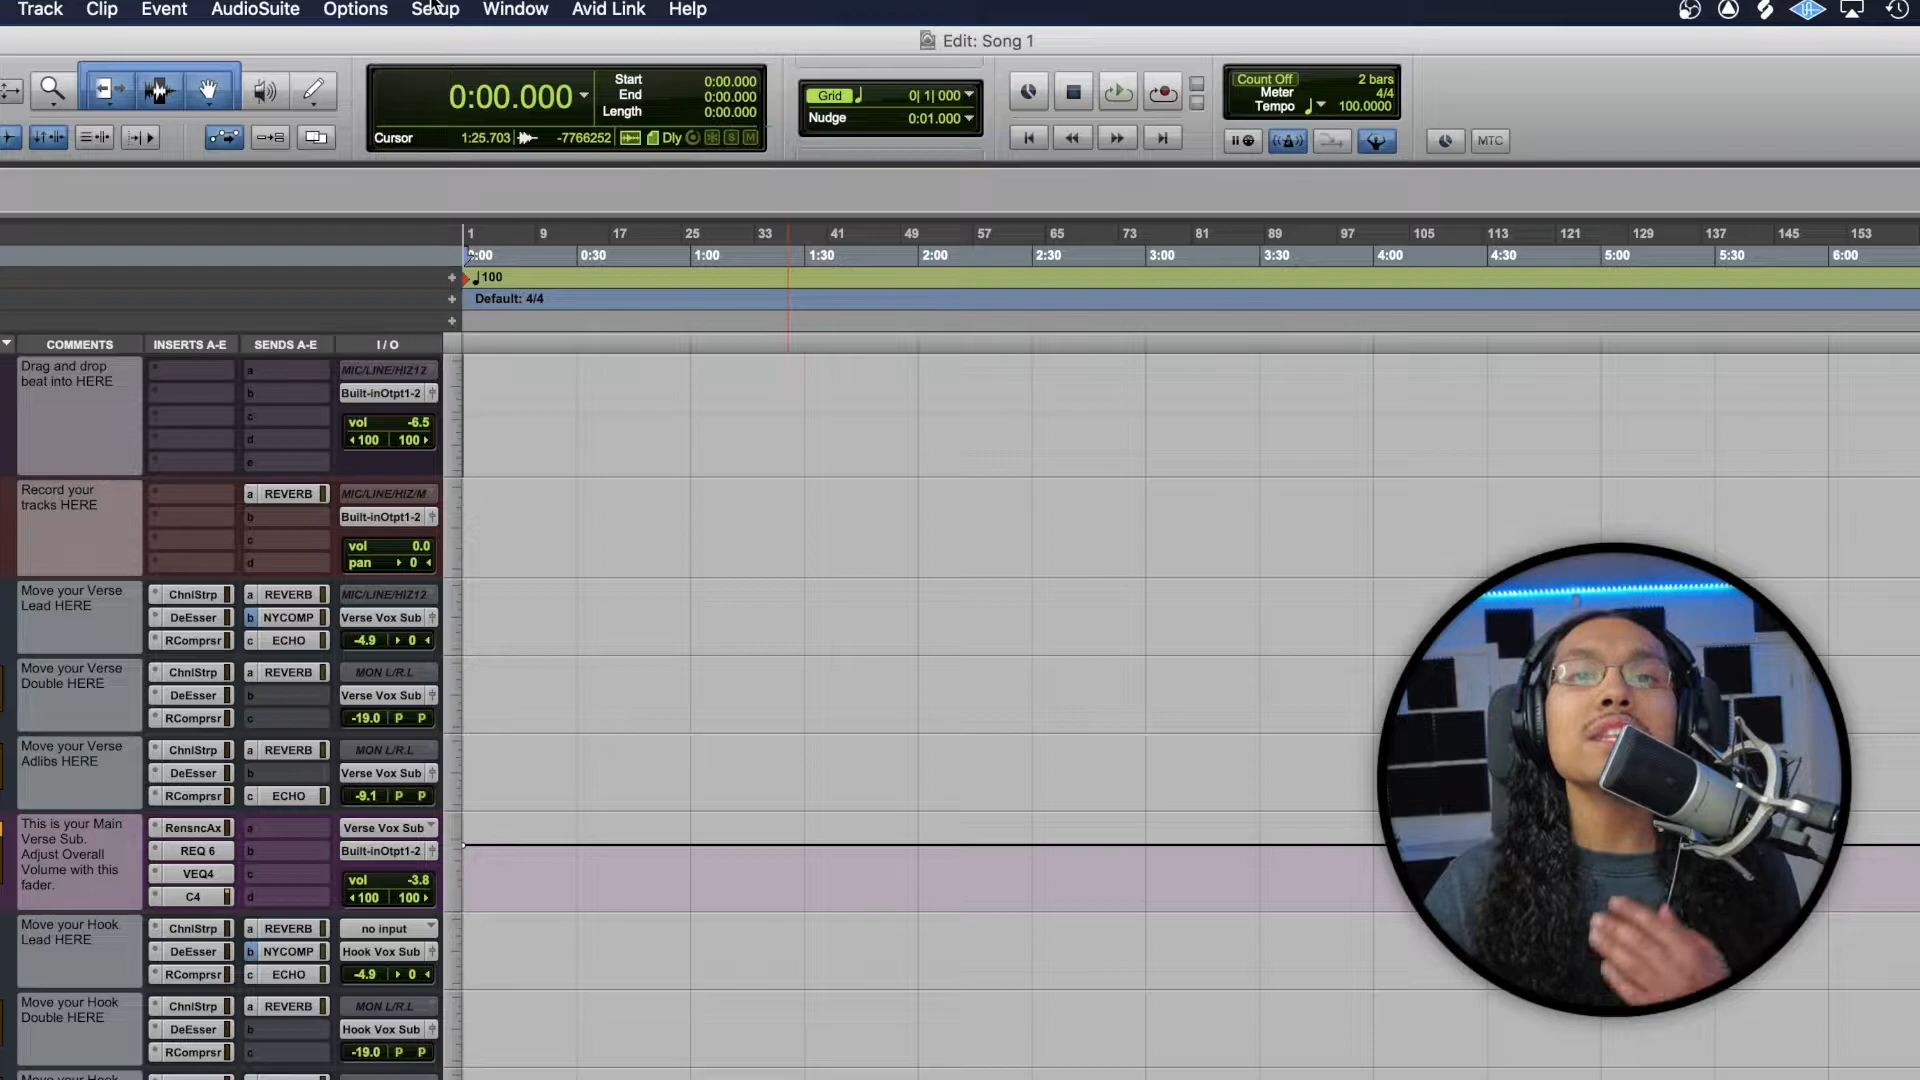 Track Clip Event AudioSuite Options Setup Window Avid Link Help
Edit: Song 1
0:00.000
Start 0:00.000
End 0:00.000
Length 0:00.000
Cursor 1:25.703 -7766252 Dly S M
Grid 0| 1| 000
Nudge 0:01.000
Count Off 2 bars
Meter 4/4
Tempo 100.0000
MTC
1 9 17 25 33 41 49 57 65 73 81 89 97 105 113 121 129 137 145 153
0:00 0:30 1:00 1:30 2:00 2:30 3:00 3:30 4:00 4:30 5:00 5:30 6:00
100
Default: 4/4
COMMENTS INSERTS A-E SENDS A-E I / O
Drag and drop
beat into HERE
a MIC/LINE/HIZ12
b Built-inOtpt1-2
c
vol -6.5
d 100 100
e
Record your
tracks HERE
a REVERB MIC/LINE/HIZ/M
b Built-inOtpt1-2
c vol 0.0
d pan 0
Move your Verse
Lead HERE
ChnlStrp a REVERB MIC/LINE/HIZ12
DeEsser b NYCOMP Verse Vox Sub
RComprsr c ECHO -4.9 0
Move your Verse
Double HERE
ChnlStrp a REVERB MON L/R.L
DeEsser b Verse Vox Sub
RComprsr c -19.0 P P
Move your Verse
Adlibs HERE
ChnlStrp a REVERB MON L/R.L
DeEsser b Verse Vox Sub
RComprsr c ECHO -9.1 P P
This is your Main
Verse Sub.
Adjust Overall
Volume with this
fader.
RensncAx a Verse Vox Sub
REQ 6 b Built-inOtpt1-2
VEQ4 c vol -3.8
C4 d 100 100
Move your Hook
Lead HERE
ChnlStrp a REVERB no input
DeEsser b NYCOMP Hook Vox Sub
RComprsr c ECHO -4.9 0
Move your Hook
Double HERE
ChnlStrp a REVERB MON L/R.L
DeEsser b Hook Vox Sub
RComprsr c -19.0 P P
Move your Hook